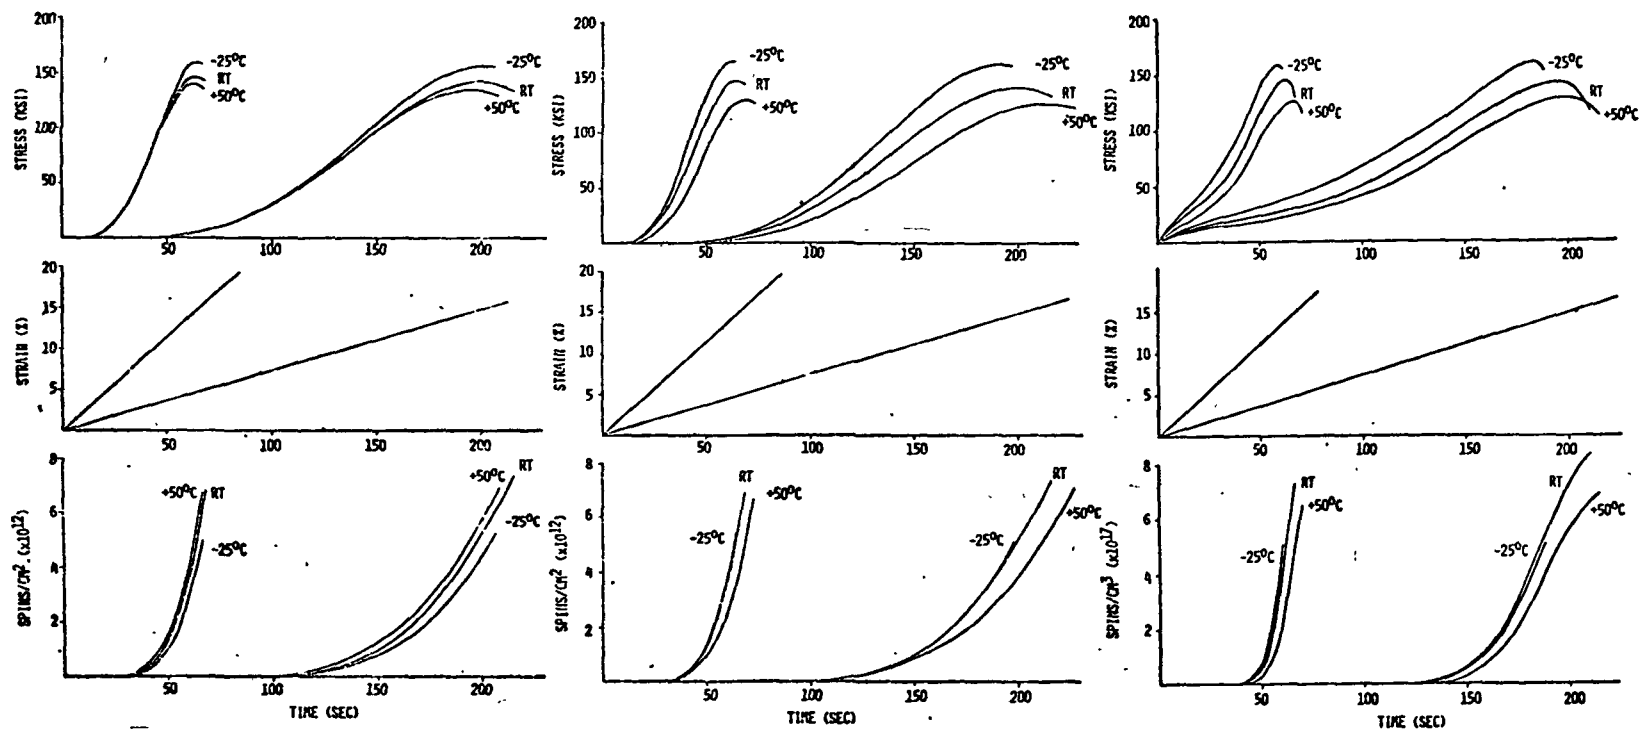 200
150
100
50
STRESS (KSI)
-25°C
RT
+50°C
-25°C
RT
+50°C
50
100
150
200
20
15
10
5
STRAIN (%)
50
100
150
200
8
6
4
2
SPINS/CM² (x10¹²)
+50°C
RT
-25°C
+50°C
RT
-25°C
50
100
150
200
TIME (SEC)
200
150
100
50
STRESS (KSI)
-25°C
RT
+50°C
-25°C
RT
+50°C
50
100
150
200
20
15
10
5
STRAIN (%)
50
100
150
200
8
6
4
2
SPINS/CM² (x10¹²)
RT
+50°C
-25°C
RT
+50°C
-25°C
50
100
150
200
TIME (SEC)
200
150
100
50
STRESS (KSI)
-25°C
RT
+50°C
-25°C
RT
+50°C
50
100
150
200
15
10
5
STRAIN (%)
50
100
150
200
8
6
4
2
SPINS/CM³ (x10¹⁷)
RT
+50°C
-25°C
RT
+50°C
-25°C
50
100
150
200
TIME (SEC)